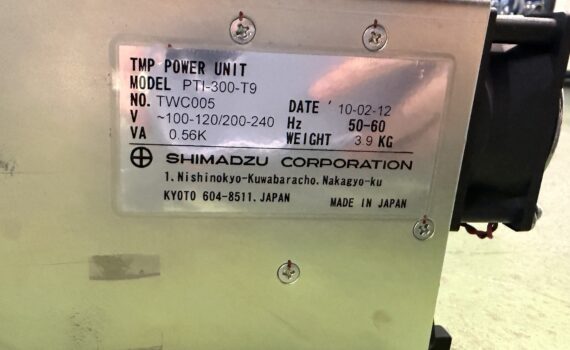 TMP POWER UNIT
MODEL PTI-300-T9
NO. TWC005 DATE '10-02-12
V ~100-120/200-240 Hz 50-60
VA 0.56K WEIGHT 3.9 KG
SHIMADZU CORPORATION
1. Nishinokyo-Kuwabaracho. Nakagyo-ku
KYOTO 604-8511. JAPAN MADE IN JAPAN